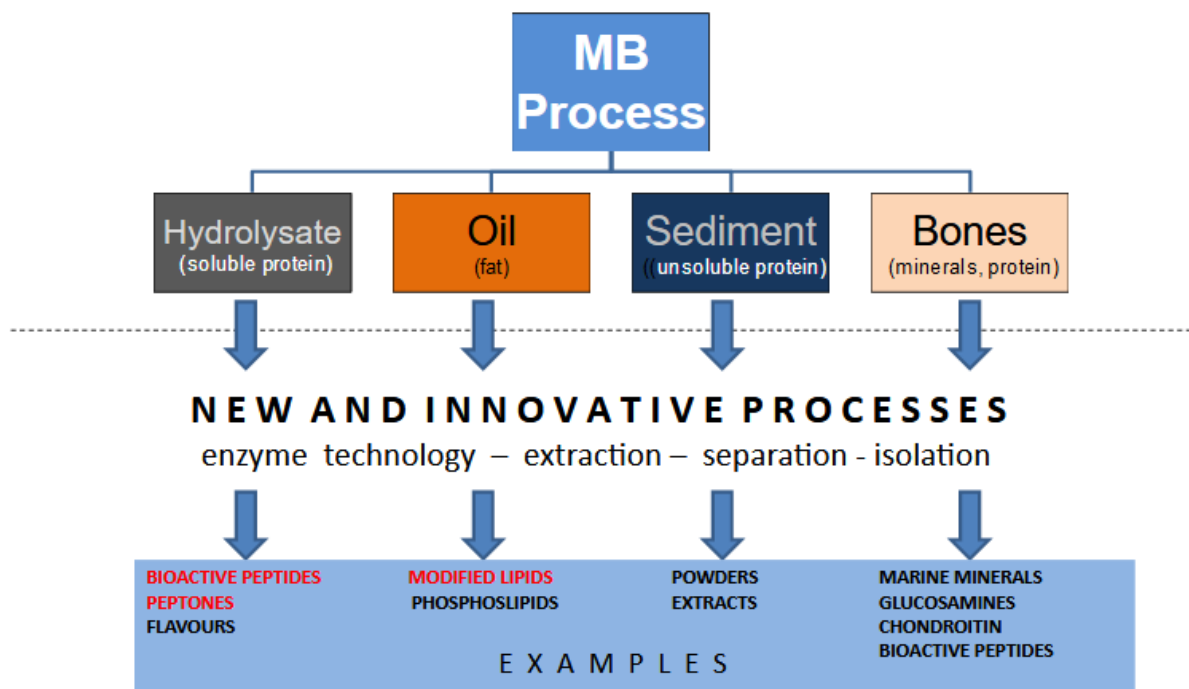 MB
Process
Hydrolysate
(soluble protein)
Oil
(fat)
Sediment
((unsoluble protein)
Bones
(minerals, protein)
NEW AND INNOVATIVE PROCESSES
enzyme technology – extraction – separation - isolation
BIOACTIVE PEPTIDES
PEPTONES
FLAVOURS
MODIFIED LIPIDS
PHOSPHOSLIPIDS
POWDERS
EXTRACTS
MARINE MINERALS
GLUCOSAMINES
CHONDROITIN
BIOACTIVE PEPTIDES
EXAMPLES